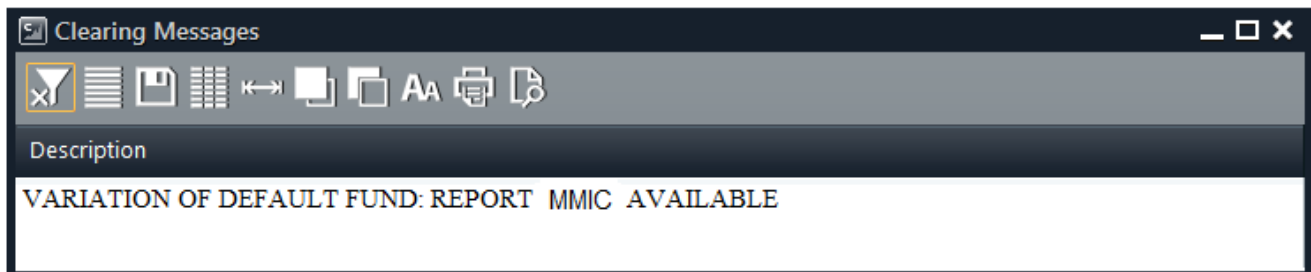 Clearing Messages
Description
VARIATION OF DEFAULT FUND: REPORT MMIC AVAILABLE